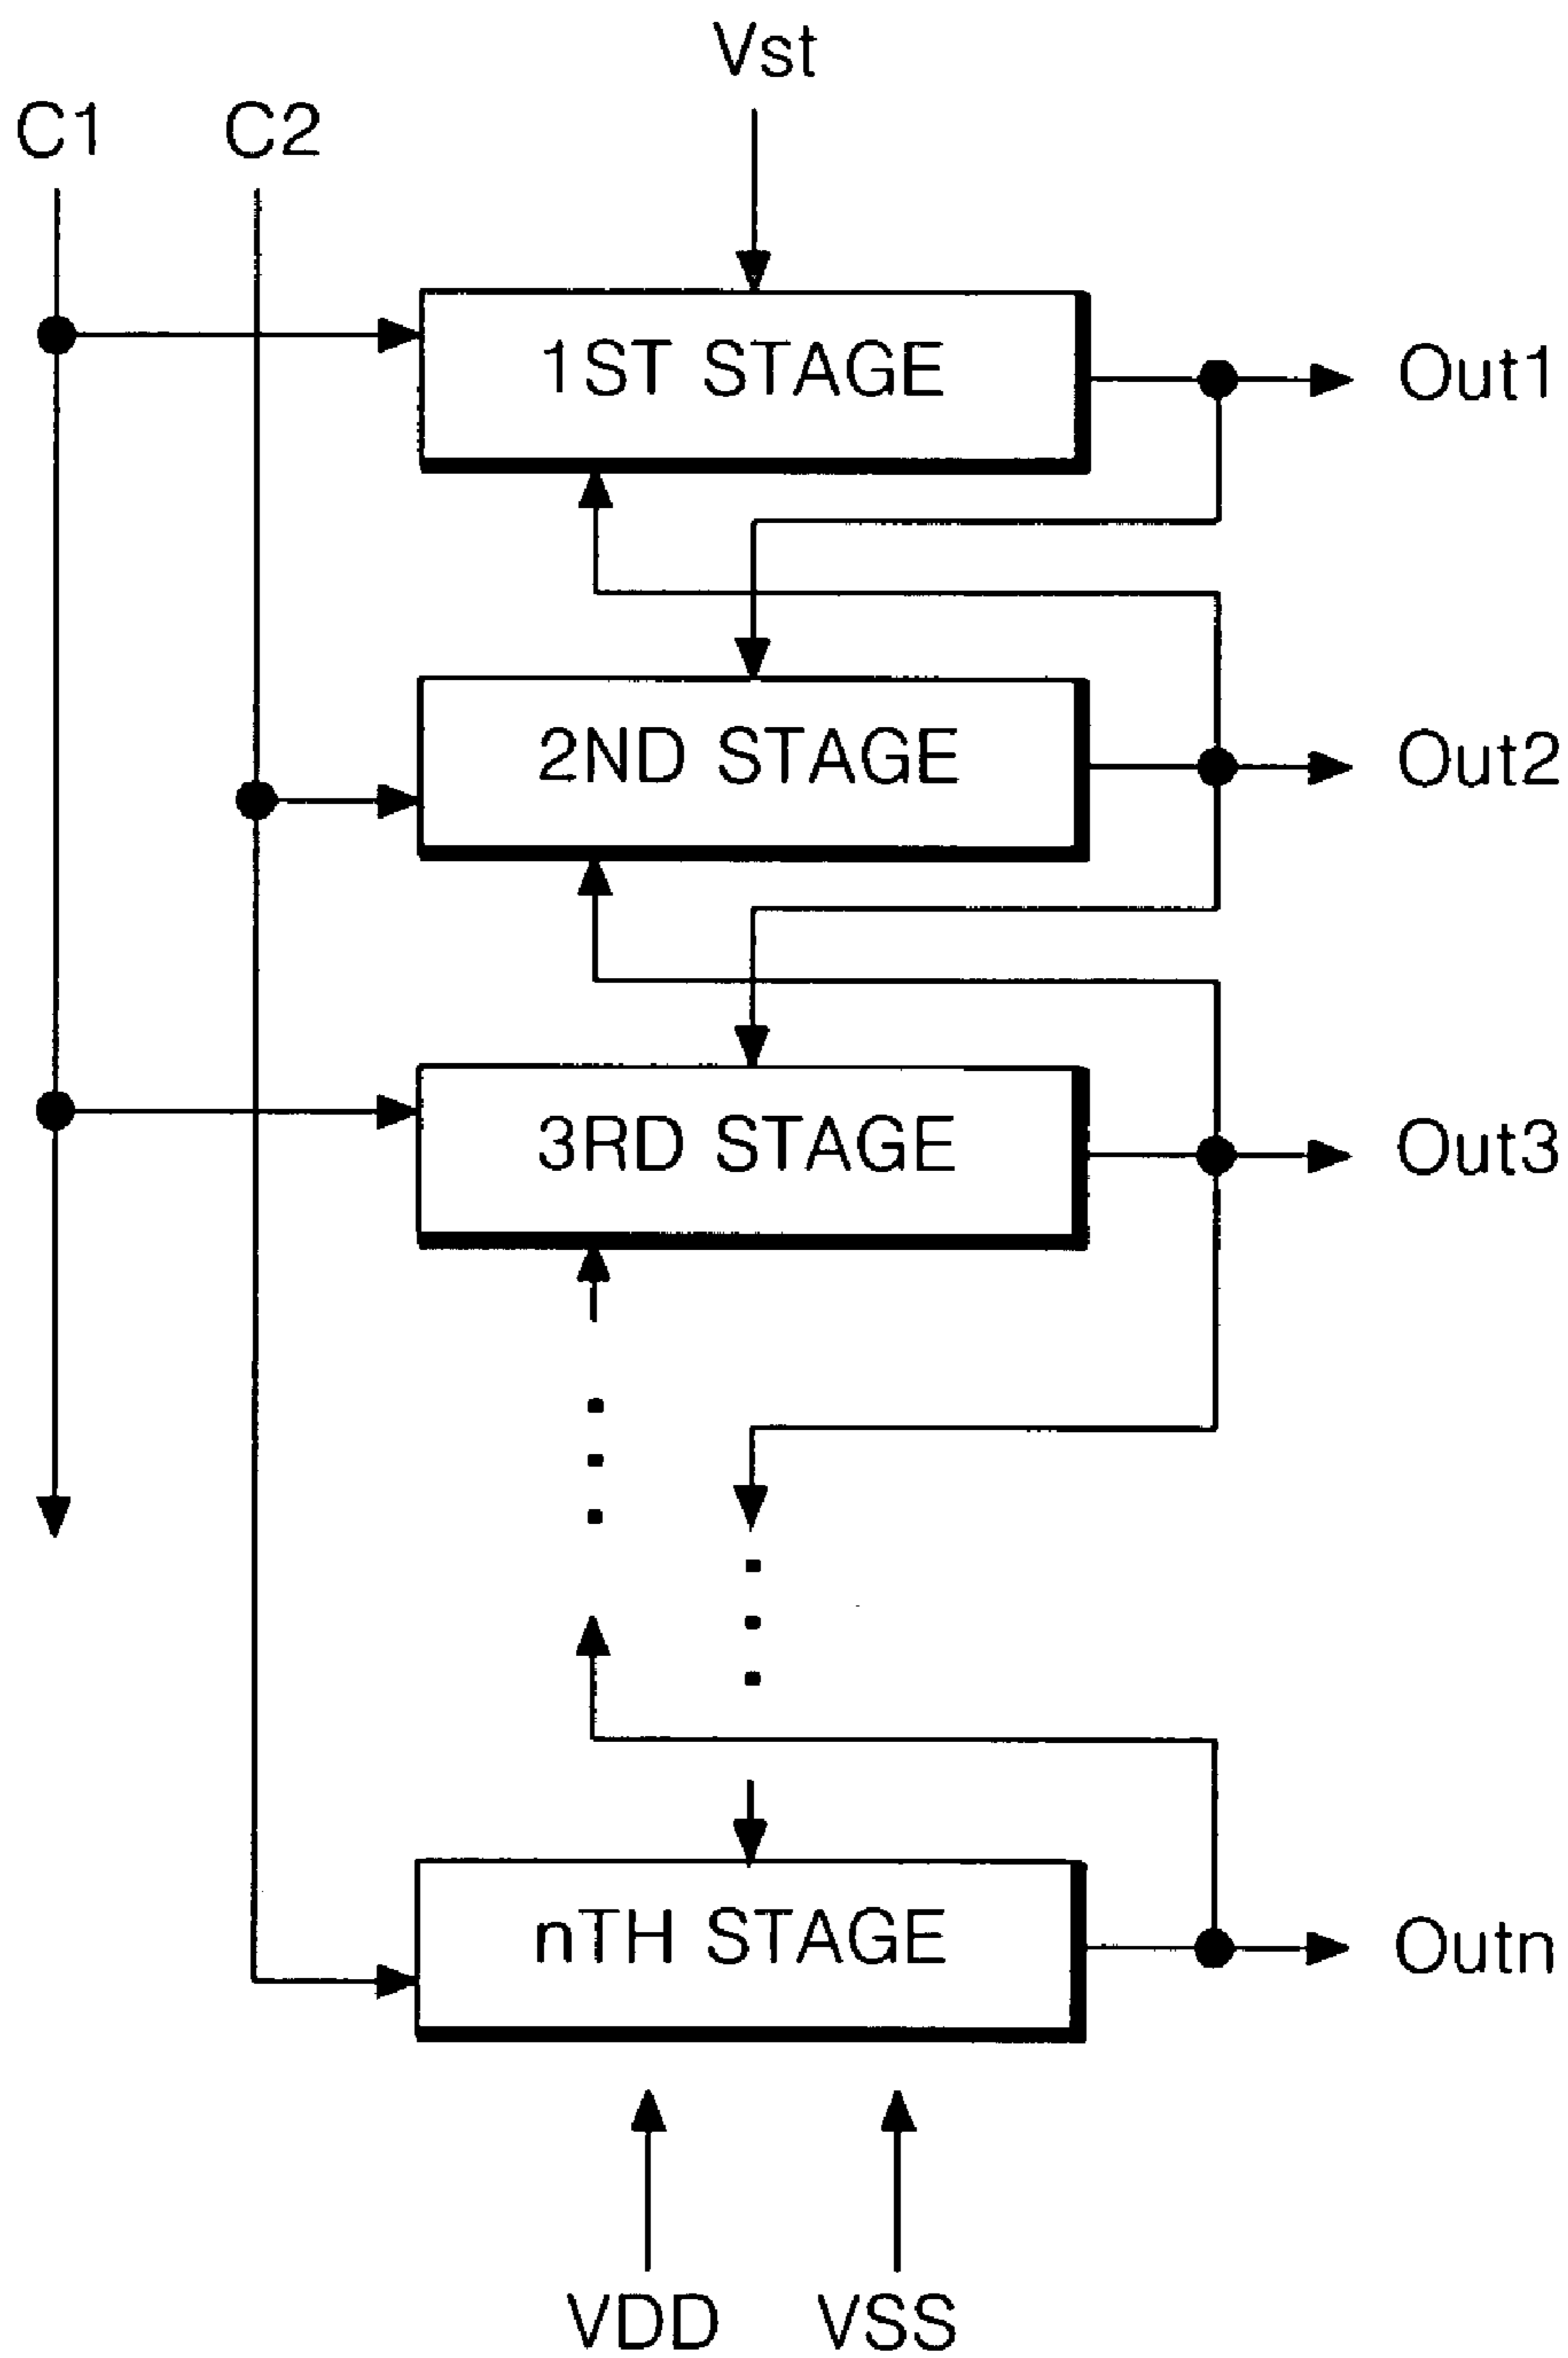 Vst
C1 C2
1ST STAGE
Out1
2ND STAGE
Out2
3RD STAGE
Out3
nTH STAGE
Outn
VDD VSS